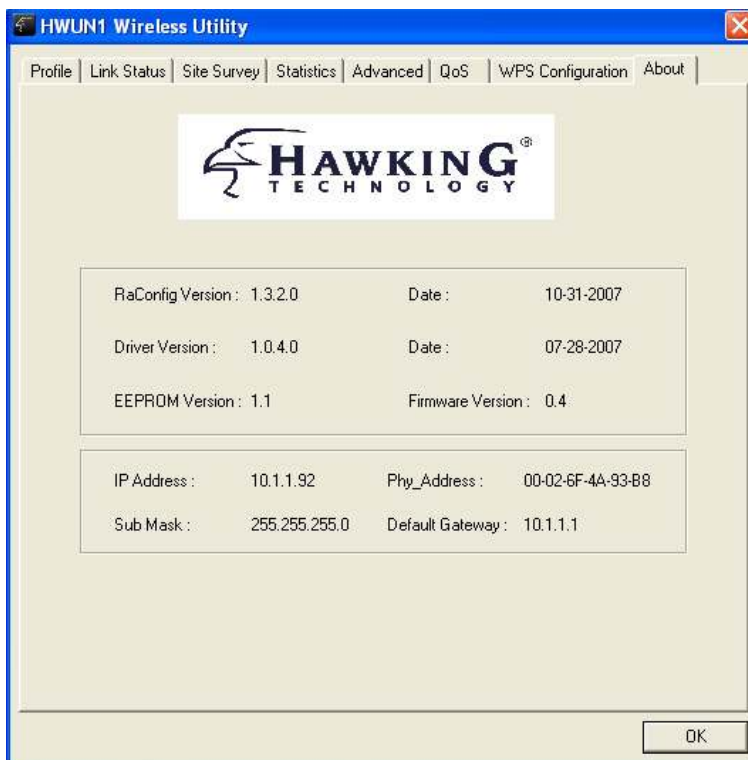 HWUN1 Wireless Utility
Profile Link Status Site Survey Statistics Advanced QoS WPS Configuration About
HAWKING®
TECHNOLOGY
RaConfig Version : 1.3.2.0 Date : 10-31-2007
Driver Version : 1.0.4.0 Date : 07-28-2007
EEPROM Version : 1.1 Firmware Version : 0.4
IP Address : 10.1.1.92 Phy_Address : 00-02-6F-4A-93-B8
Sub Mask : 255.255.255.0 Default Gateway : 10.1.1.1
OK